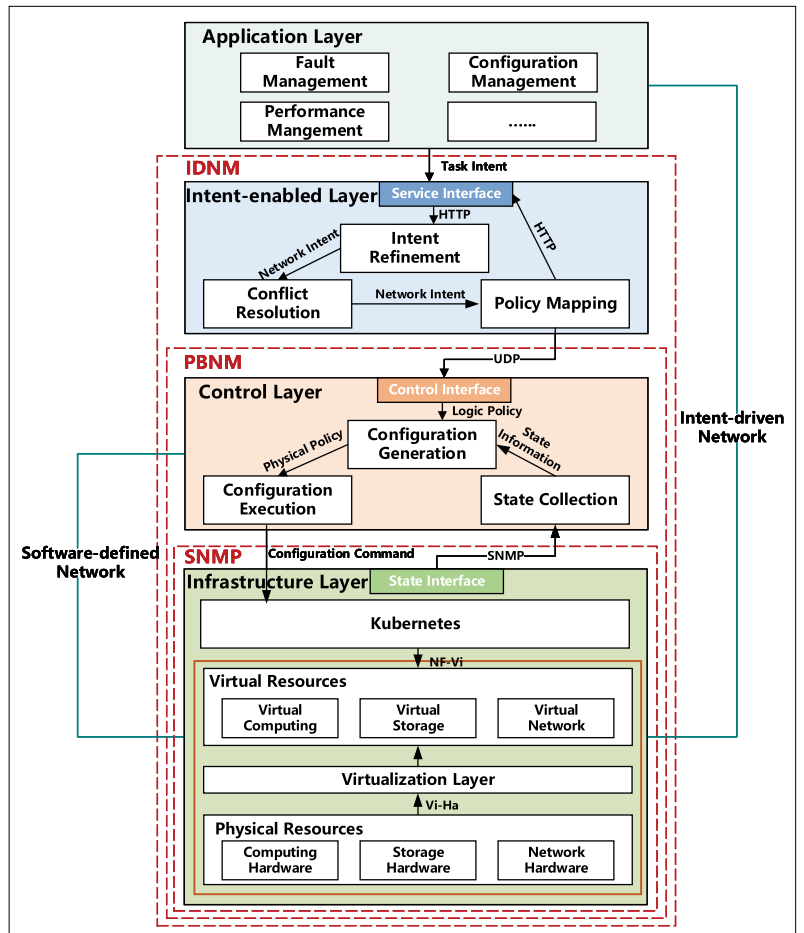 Application Layer
Fault
Management
Configuration
Management
Performance
Mangement
......
IDNM
Task Intent
Intent-enabled Layer
Service Interface
HTTP
Intent
Refinement
HTTP
Network Intent
Conflict
Resolution
Network Intent
Policy Mapping
UDP
PBNM
Control Layer
Control Interface
Logic Policy
Configuration
Generation
State
Information
Physical Policy
Configuration
Execution
State Collection
Intent-driven
Network
Software-defined
Network
SNMP
Configuration Command
SNMP
Infrastructure Layer
State Interface
Kubernetes
NF-Vi
Virtual Resources
Virtual
Computing
Virtual
Storage
Virtual
Network
Virtualization Layer
Vi-Ha
Physical Resources
Computing
Hardware
Storage
Hardware
Network
Hardware